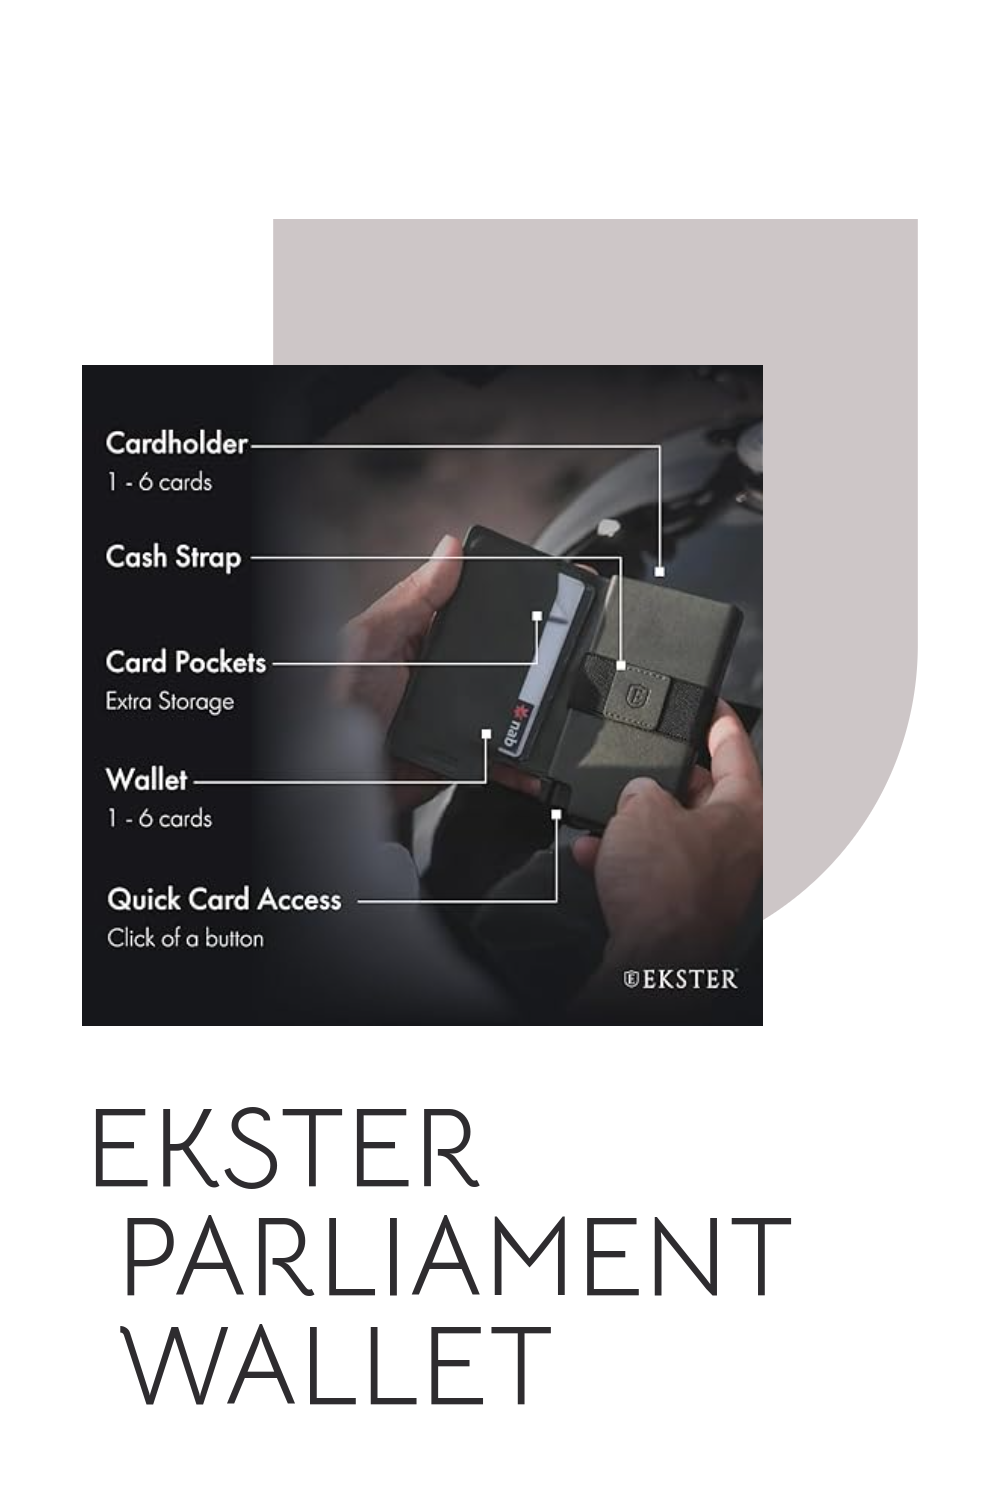 Cardholder
1 - 6 cards
Cash Strap
Card Pockets
Extra Storage
Wallet
1 - 6 cards
Quick Card Access
Click of a button
nab
E
E EKSTER
EKSTER
PARLIAMENT
WALLET